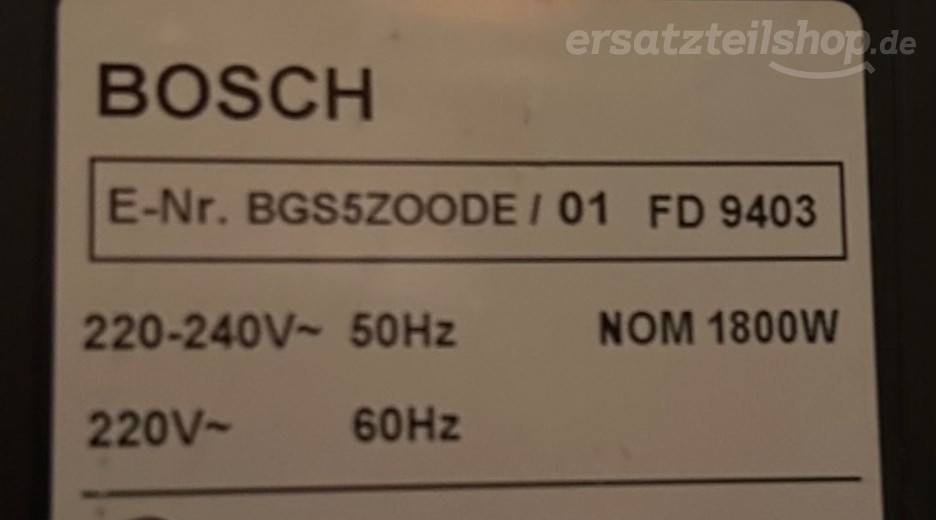 ersatzteilshop.de
BOSCH
E-Nr. BGS5ZOODE / 01 FD 9403
220-240V~ 50Hz NOM 1800W
220V~ 60Hz